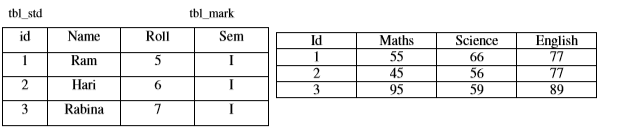 tbl_std tbl_mark
id Name Roll Sem
1 Ram 5 I
2 Hari 6 I
3 Rabina 7 I
Id Maths Science English
1 55 66 77
2 45 56 77
3 95 59 89